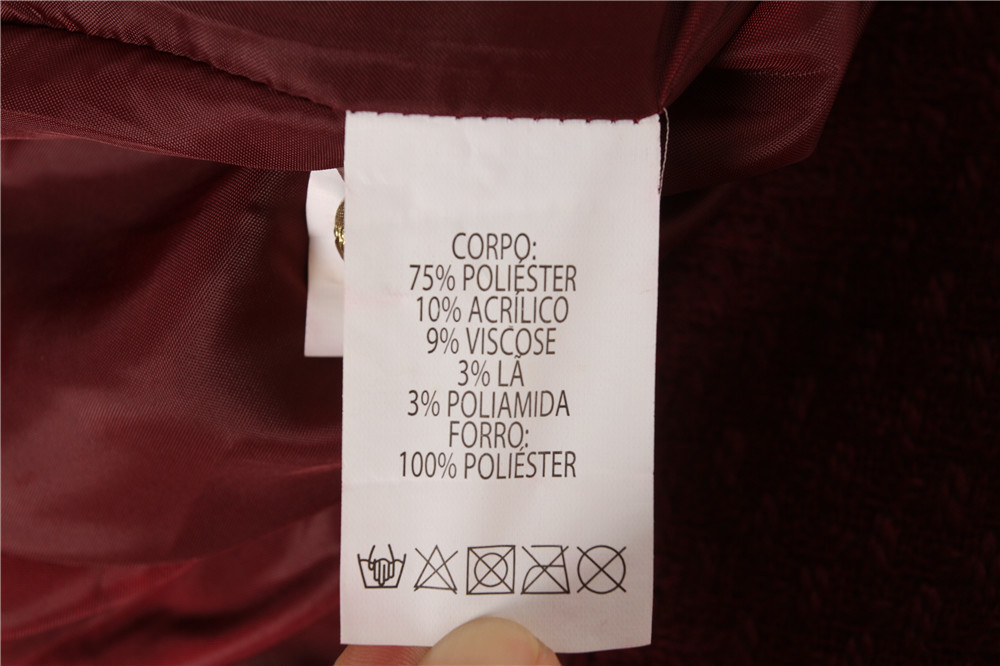 CORPO:
75% POLIÉSTER
10% ACRÍLICO
9% VISCOSE
3% LÃ
3% POLIAMIDA
FORRO:
100% POLIÉSTER